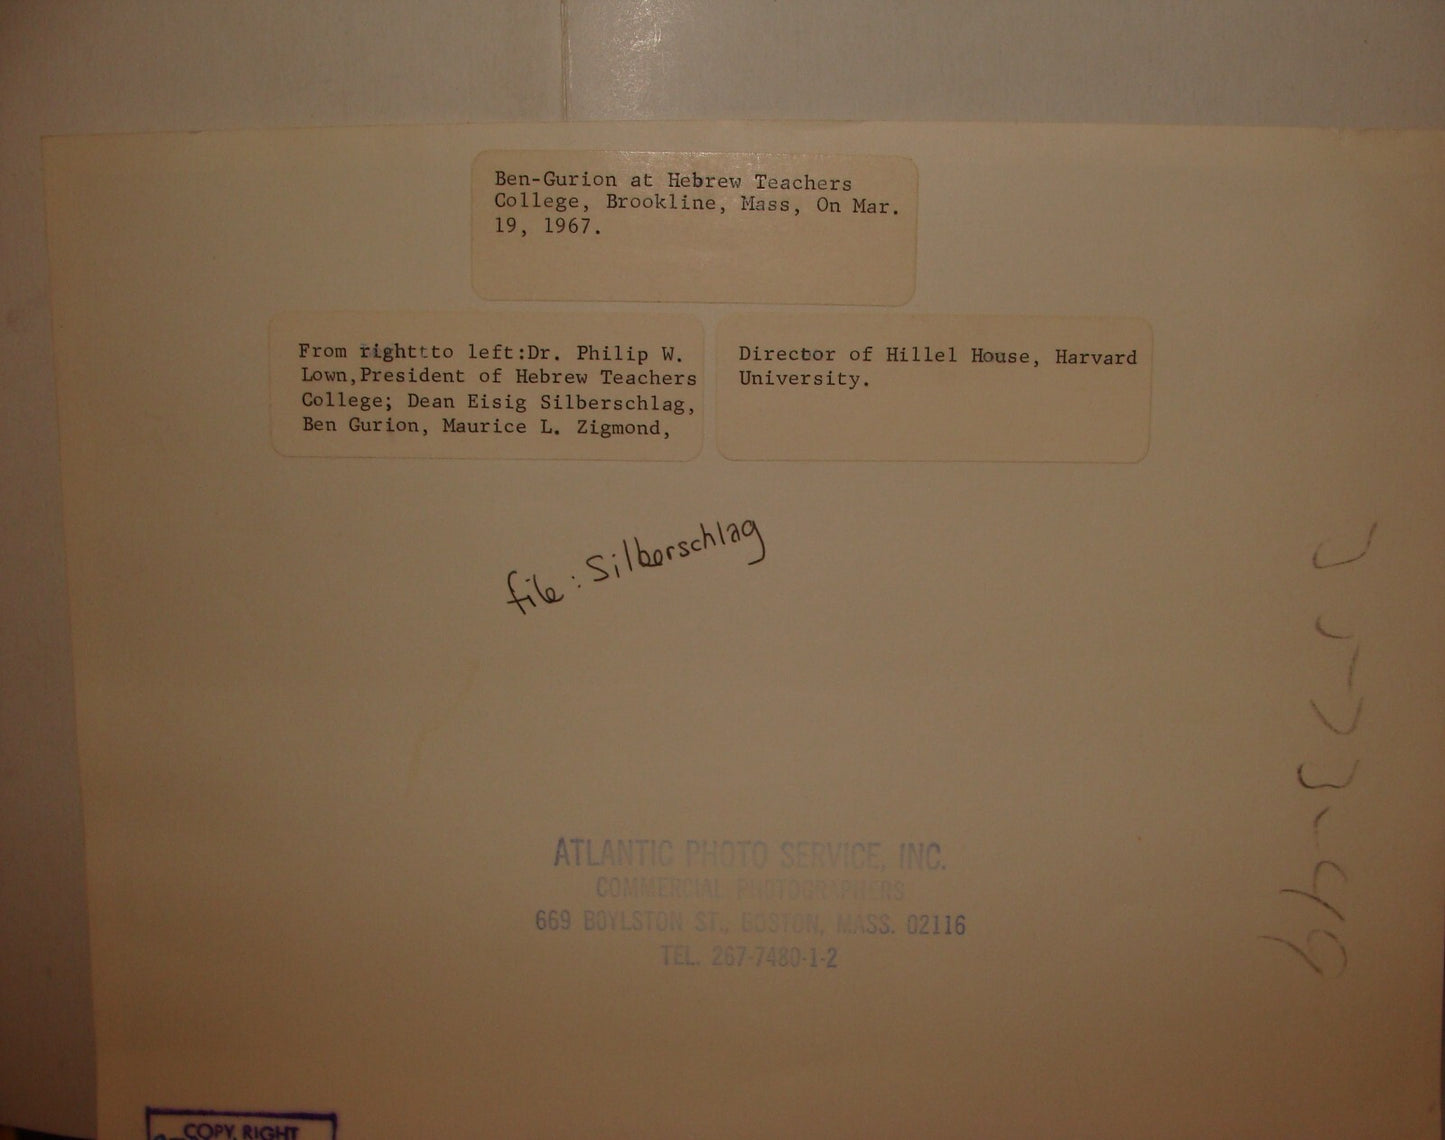 Ben-Gurion at Hebrew Teachers
College, Brookline, Mass, On Mar.
19, 1967.
From righttto left:Dr. Philip W.
Lown,President of Hebrew Teachers
College; Dean Eisig Silberschlag,
Ben Gurion, Maurice L. Zigmond,
Director of Hillel House, Harvard
University.
file: Silberschlag
ATLANTIC PHOTO SERVICE, INC.
COMMERCIAL PHOTOGRAPHERS
669 BOYLSTON ST., BOSTON, MASS. 02116
TEL. 267-7480-1-2
COPY RIGHT